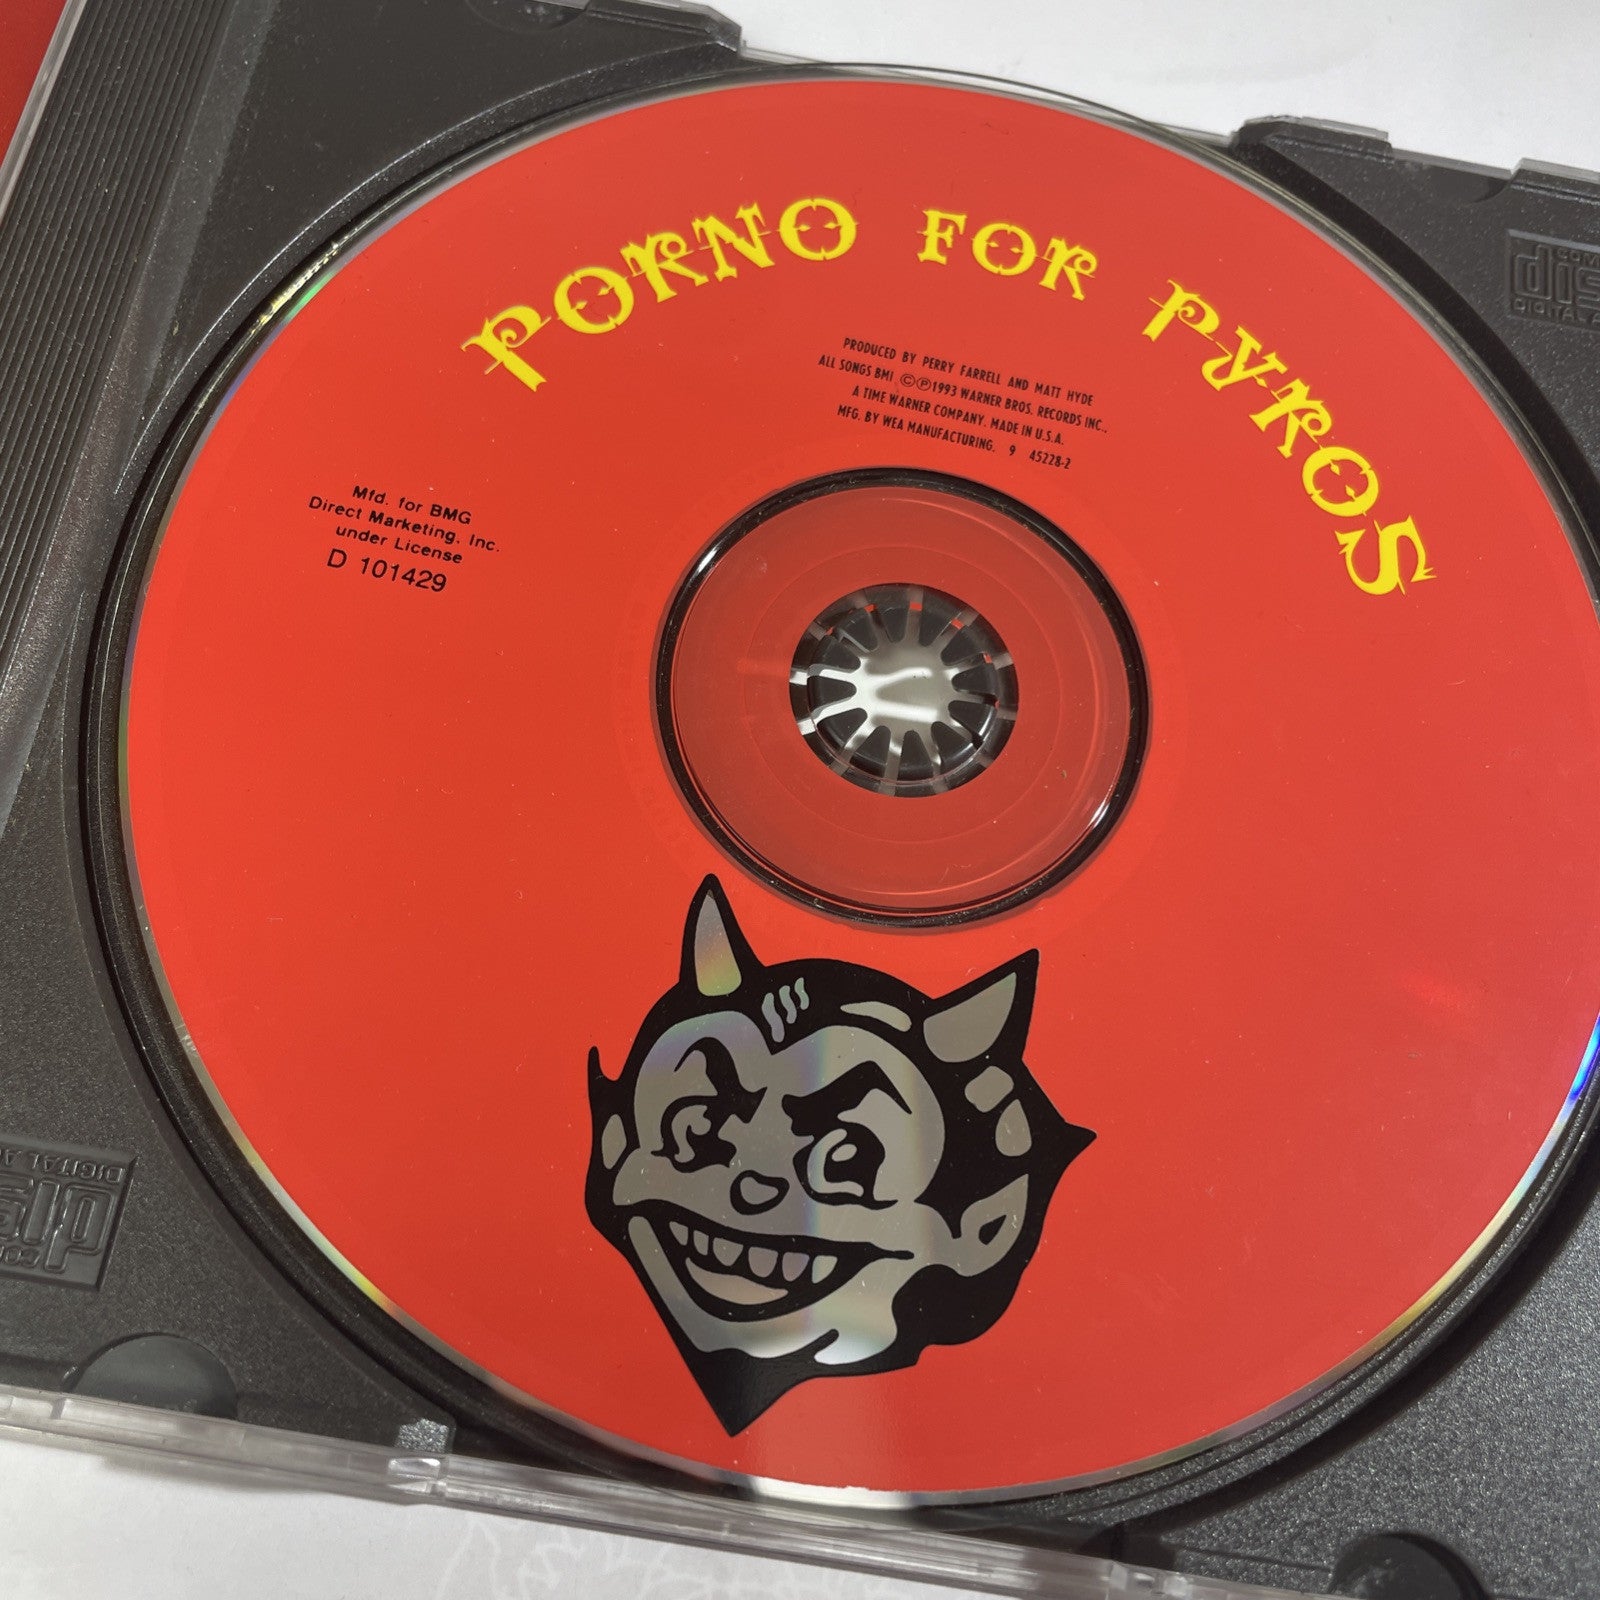 PORNO FOR PYROS
PRODUCED BY PERRY FARRELL AND MATT HYDE
ALL SONGS BMI ©℗1993 WARNER BROS. RECORDS INC.,
A TIME WARNER COMPANY. MADE IN U.S.A.
MFG. BY WEA MANUFACTURING. 9 45228-2
Mfd. for BMG
Direct Marketing, Inc.
under License
D 101429
DIGITAL A
DIGITAL A